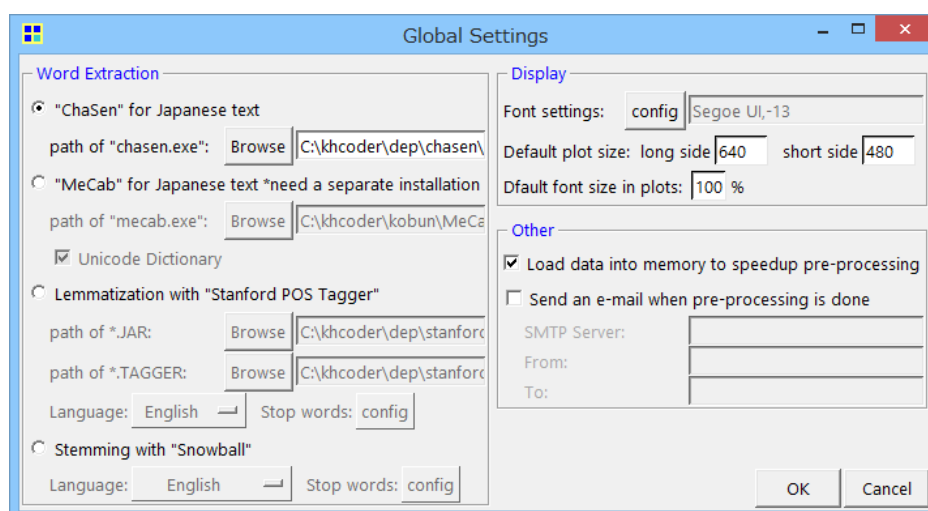 Global Settings
Word Extraction
"ChaSen" for Japanese text
path of "chasen.exe": Browse C:\khcoder\dep\chasen\
"MeCab" for Japanese text *need a separate installation
path of "mecab.exe": Browse C:\khcoder\kobun\MeCa
Unicode Dictionary
Lemmatization with "Stanford POS Tagger"
path of *.JAR: Browse C:\khcoder\dep\stanford
path of *.TAGGER: Browse C:\khcoder\dep\stanford
Language: English Stop words: config
Stemming with "Snowball"
Language: English Stop words: config
Display
Font settings: config Segoe UI,-13
Default plot size: long side 640 short side 480
Dfault font size in plots: 100 %
Other
Load data into memory to speedup pre-processing
Send an e-mail when pre-processing is done
SMTP Server:
From:
To:
OK Cancel